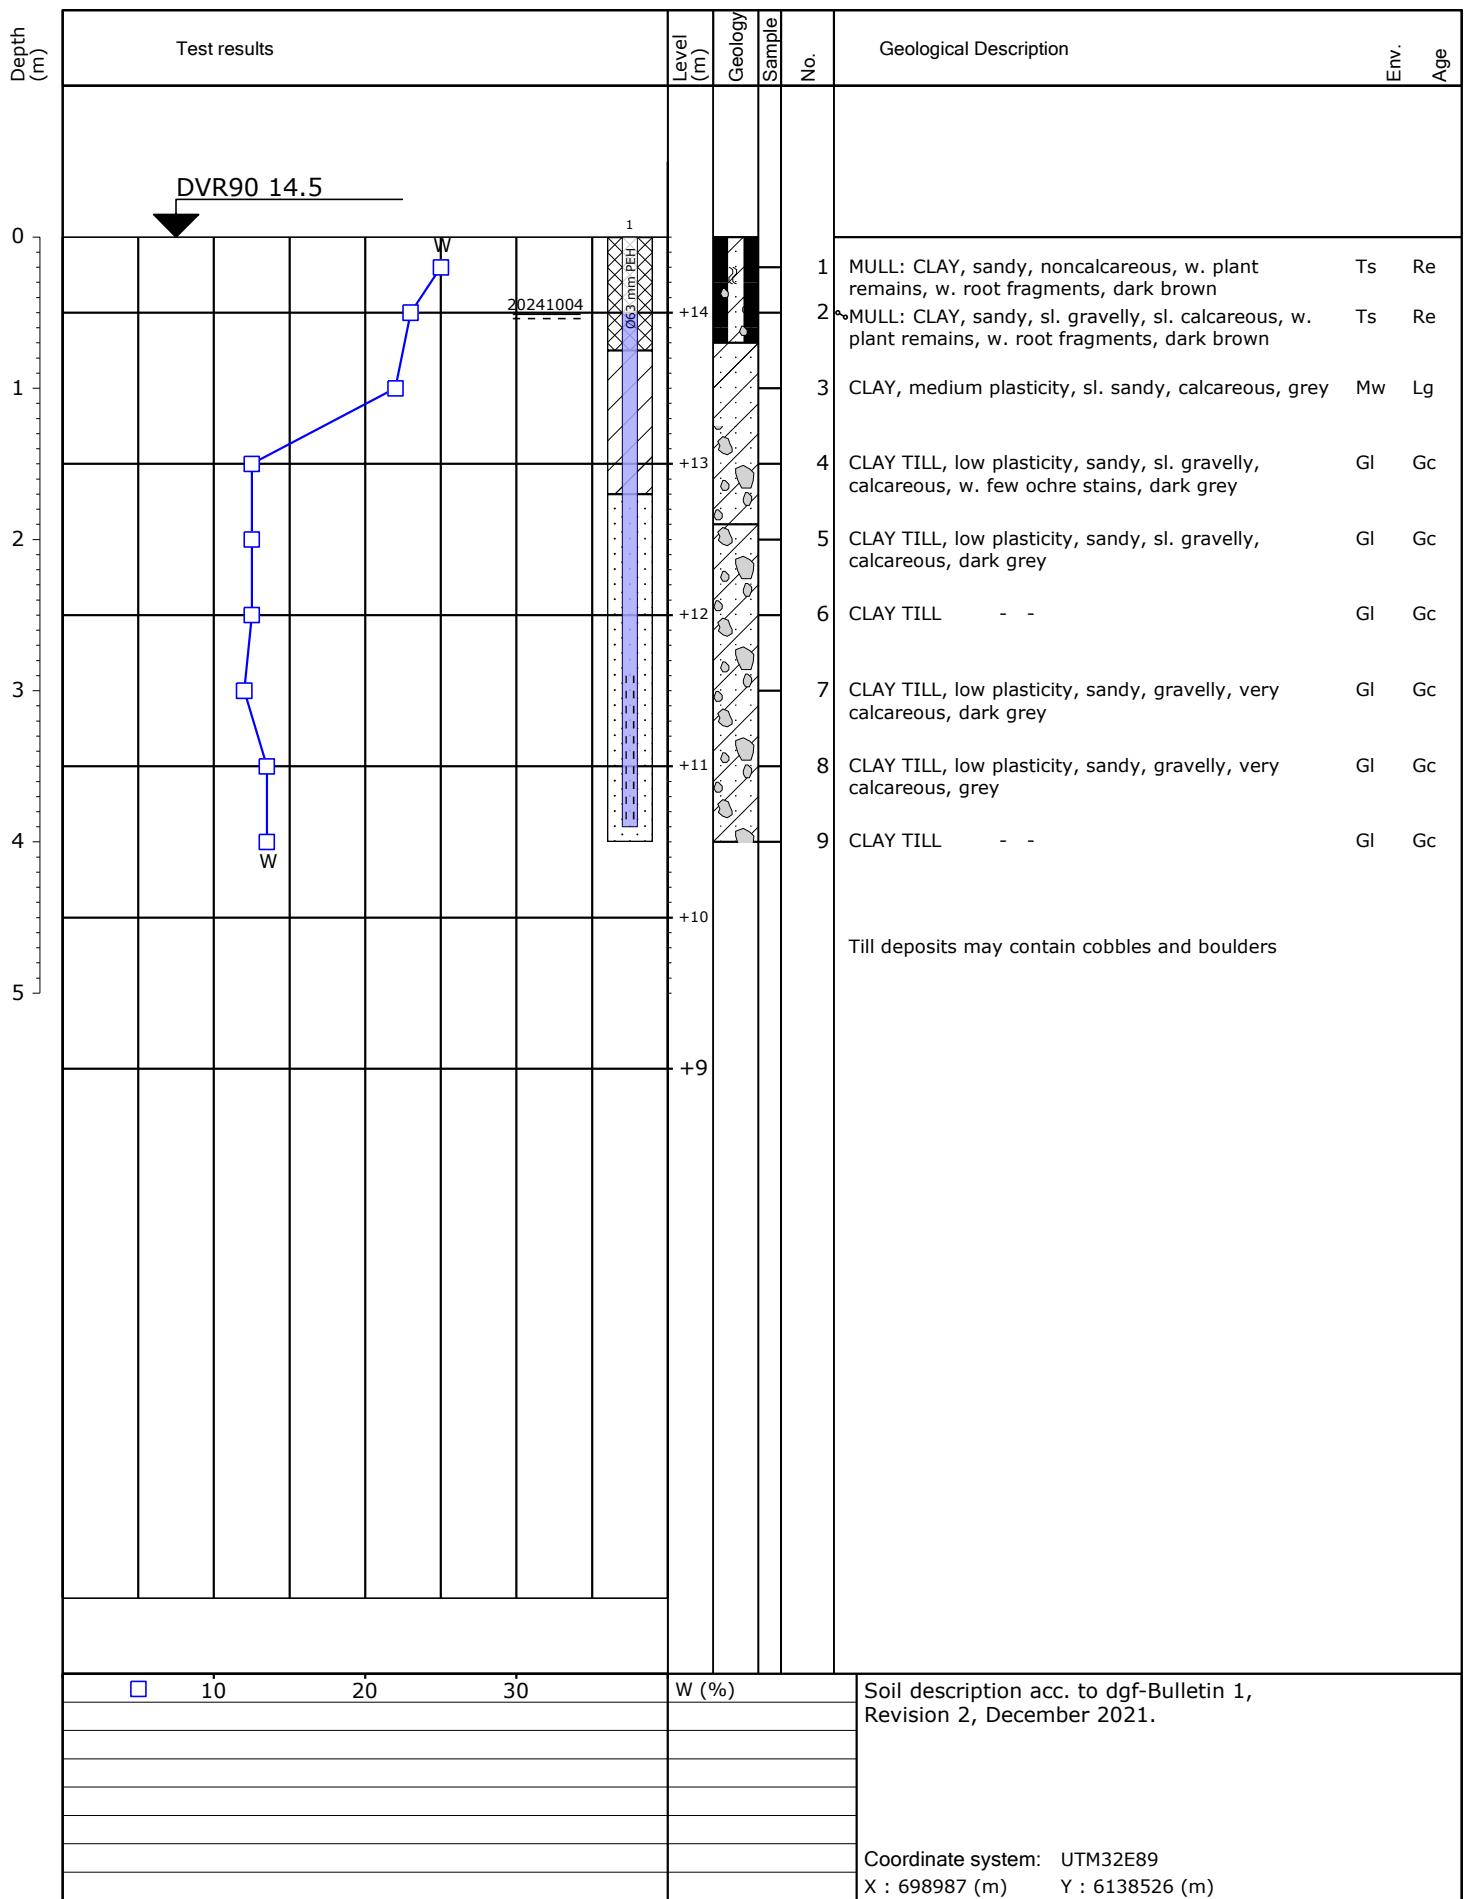 Depth (m)
Test results
Level (m)
Geology
Sample
No.
Geological Description
Env.
Age
DVR90 14.5
1
W
Ø63 mm PEH
20241004
0
1
2
3
4
5
+14
+13
+12
+11
+10
+9
1 MULL: CLAY, sandy, noncalcareous, w. plant Ts Re
remains, w. root fragments, dark brown
2 MULL: CLAY, sandy, sl. gravelly, sl. calcareous, w. Ts Re
plant remains, w. root fragments, dark brown
3 CLAY, medium plasticity, sl. sandy, calcareous, grey Mw Lg
4 CLAY TILL, low plasticity, sandy, sl. gravelly, Gl Gc
calcareous, w. few ochre stains, dark grey
5 CLAY TILL, low plasticity, sandy, sl. gravelly, Gl Gc
calcareous, dark grey
6 CLAY TILL - - Gl Gc
7 CLAY TILL, low plasticity, sandy, gravelly, very Gl Gc
calcareous, dark grey
8 CLAY TILL, low plasticity, sandy, gravelly, very Gl Gc
calcareous, grey
9 CLAY TILL - - Gl Gc
W
Till deposits may contain cobbles and boulders
10 20 30 W (%)
Soil description acc. to dgf-Bulletin 1,
Revision 2, December 2021.
Coordinate system: UTM32E89
X : 698987 (m) Y : 6138526 (m)